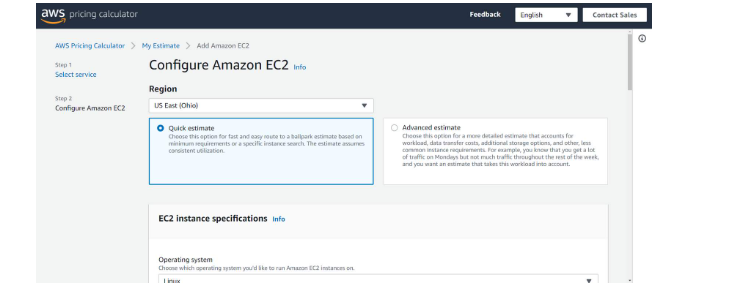 aws pricing calculator
Feedback
English
Contact Sales
AWS Pricing Calculator > My Estimate > Add Amazon EC2
Step 1
Select service
Step 2
Configure Amazon EC2
Configure Amazon EC2 Info
Region
US East (Ohio)
Quick estimate
Choose this option for fast and easy route to a ballpark estimate based on
minimum requirements or a specific instance search. The estimate assumes
consistent utilization.
Advanced estimate
Choose this option for a more detailed estimate that accounts for
workload, data transfer costs, additional storage options, and other, less
common instance requirements. For example, you know that you get a lot
of traffic on Mondays but not much traffic throughout the rest of the week,
and you want an estimate that takes this workload into account.
EC2 instance specifications Info
Operating system
Choose which operating system you'd like to run Amazon EC2 instances on.
Linux